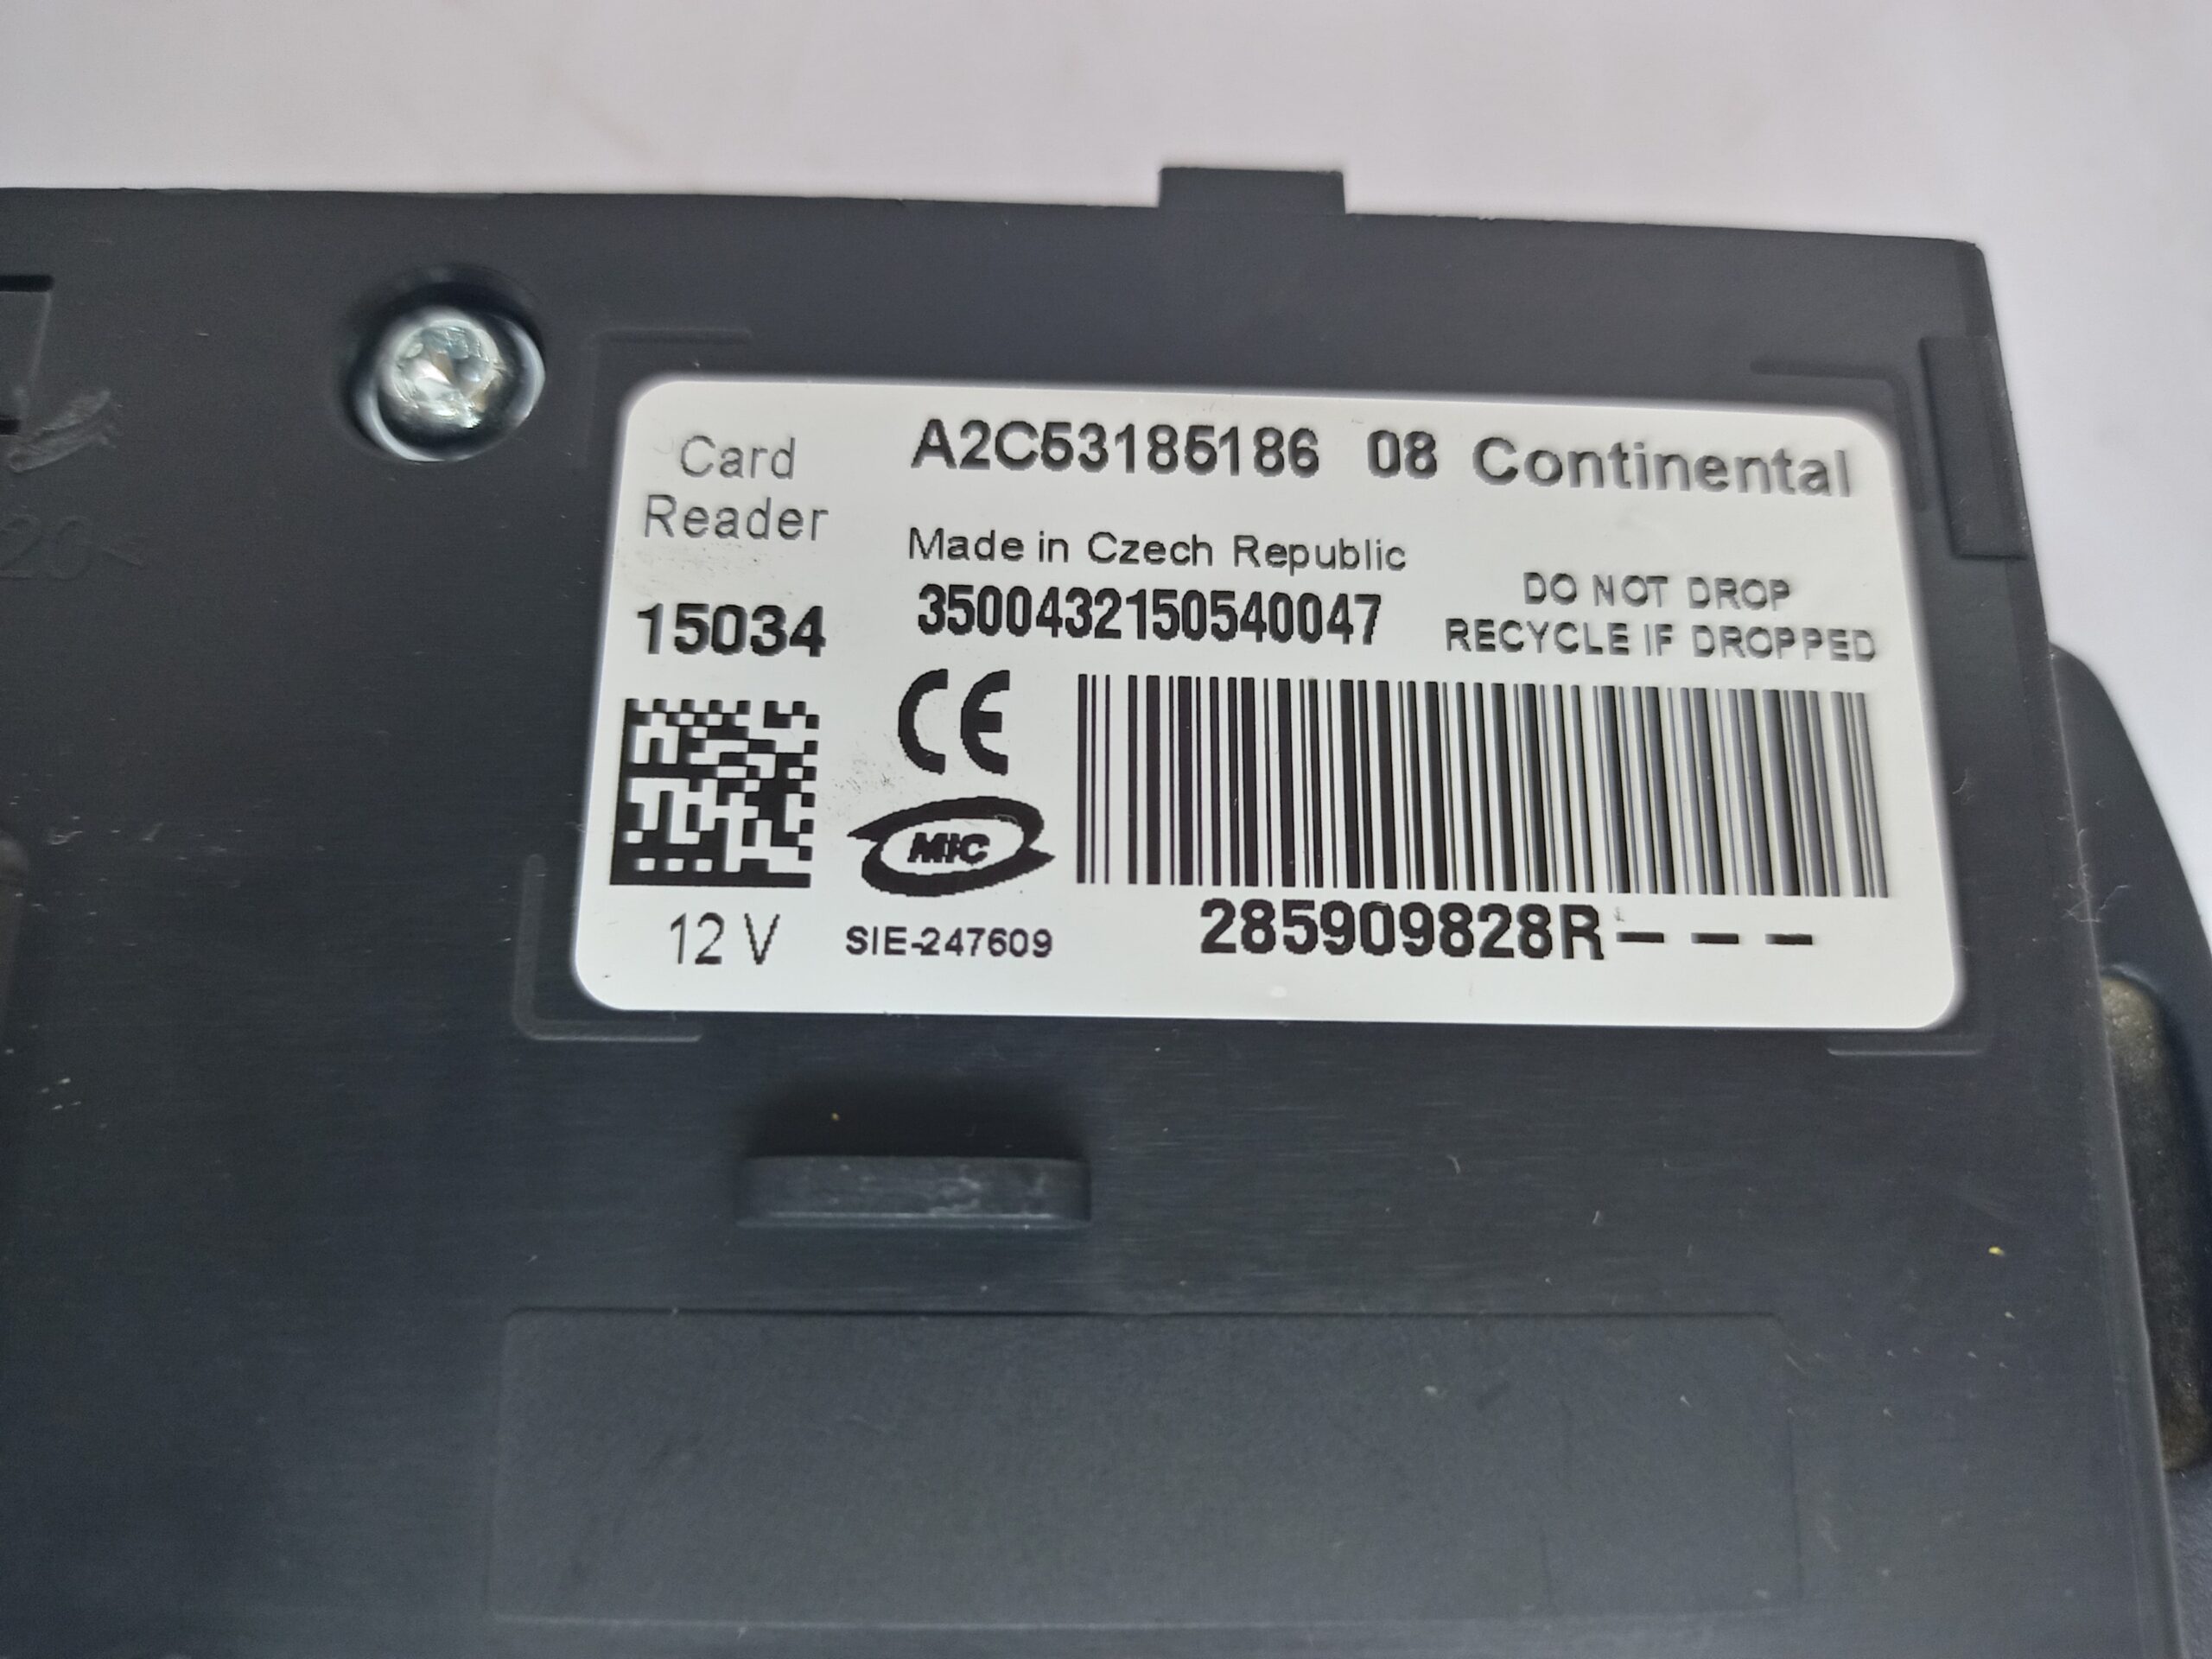 Card
Reader
15034
12 V
A2C53185186 08 Continental
Made in Czech Republic
3500432150540047
DO NOT DROP
RECYCLE IF DROPPED
CE
MIC
SIE-247609
285909828R---